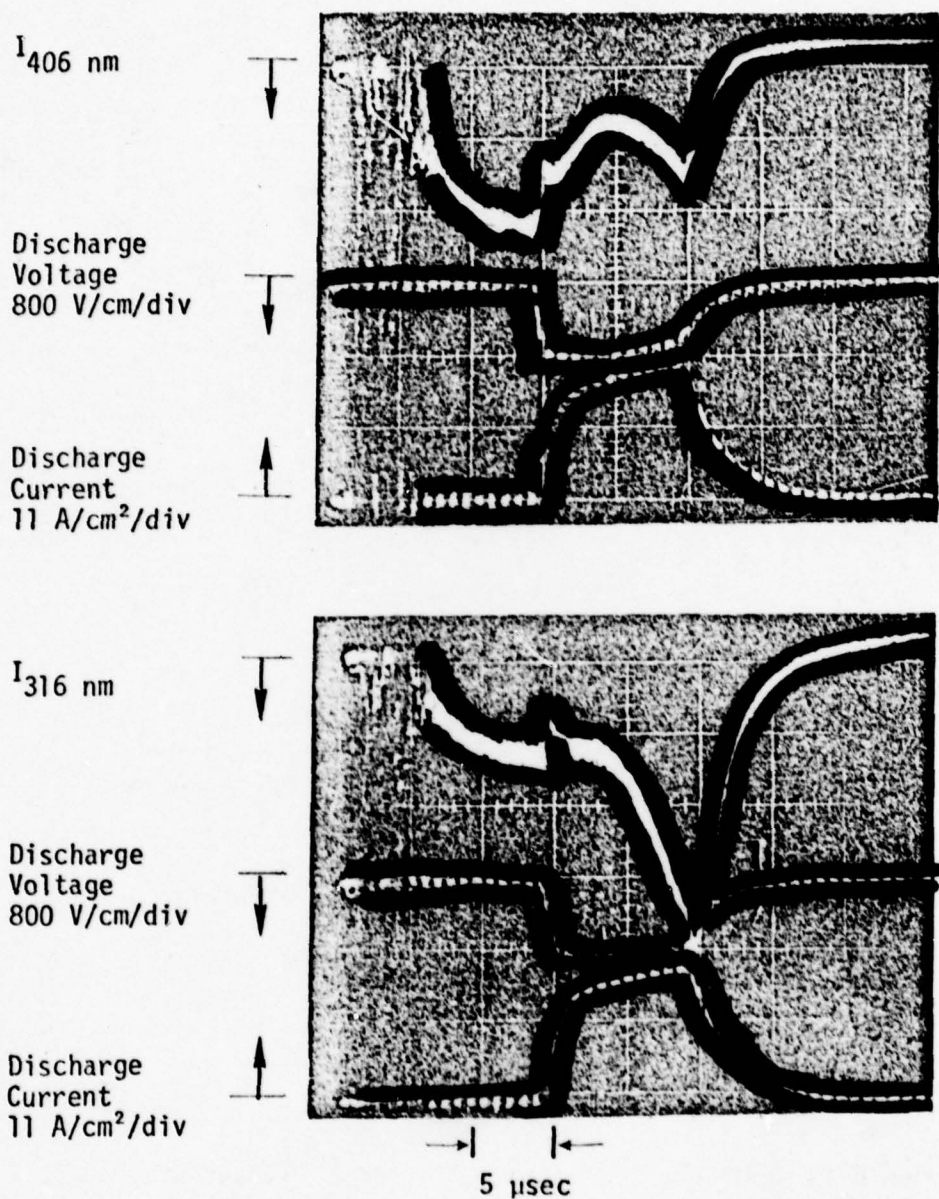 I406 nm
Discharge
Voltage
800 V/cm/div
Discharge
Current
11 A/cm²/div
I316 nm
Discharge
Voltage
800 V/cm/div
Discharge
Current
11 A/cm²/div
5 μsec